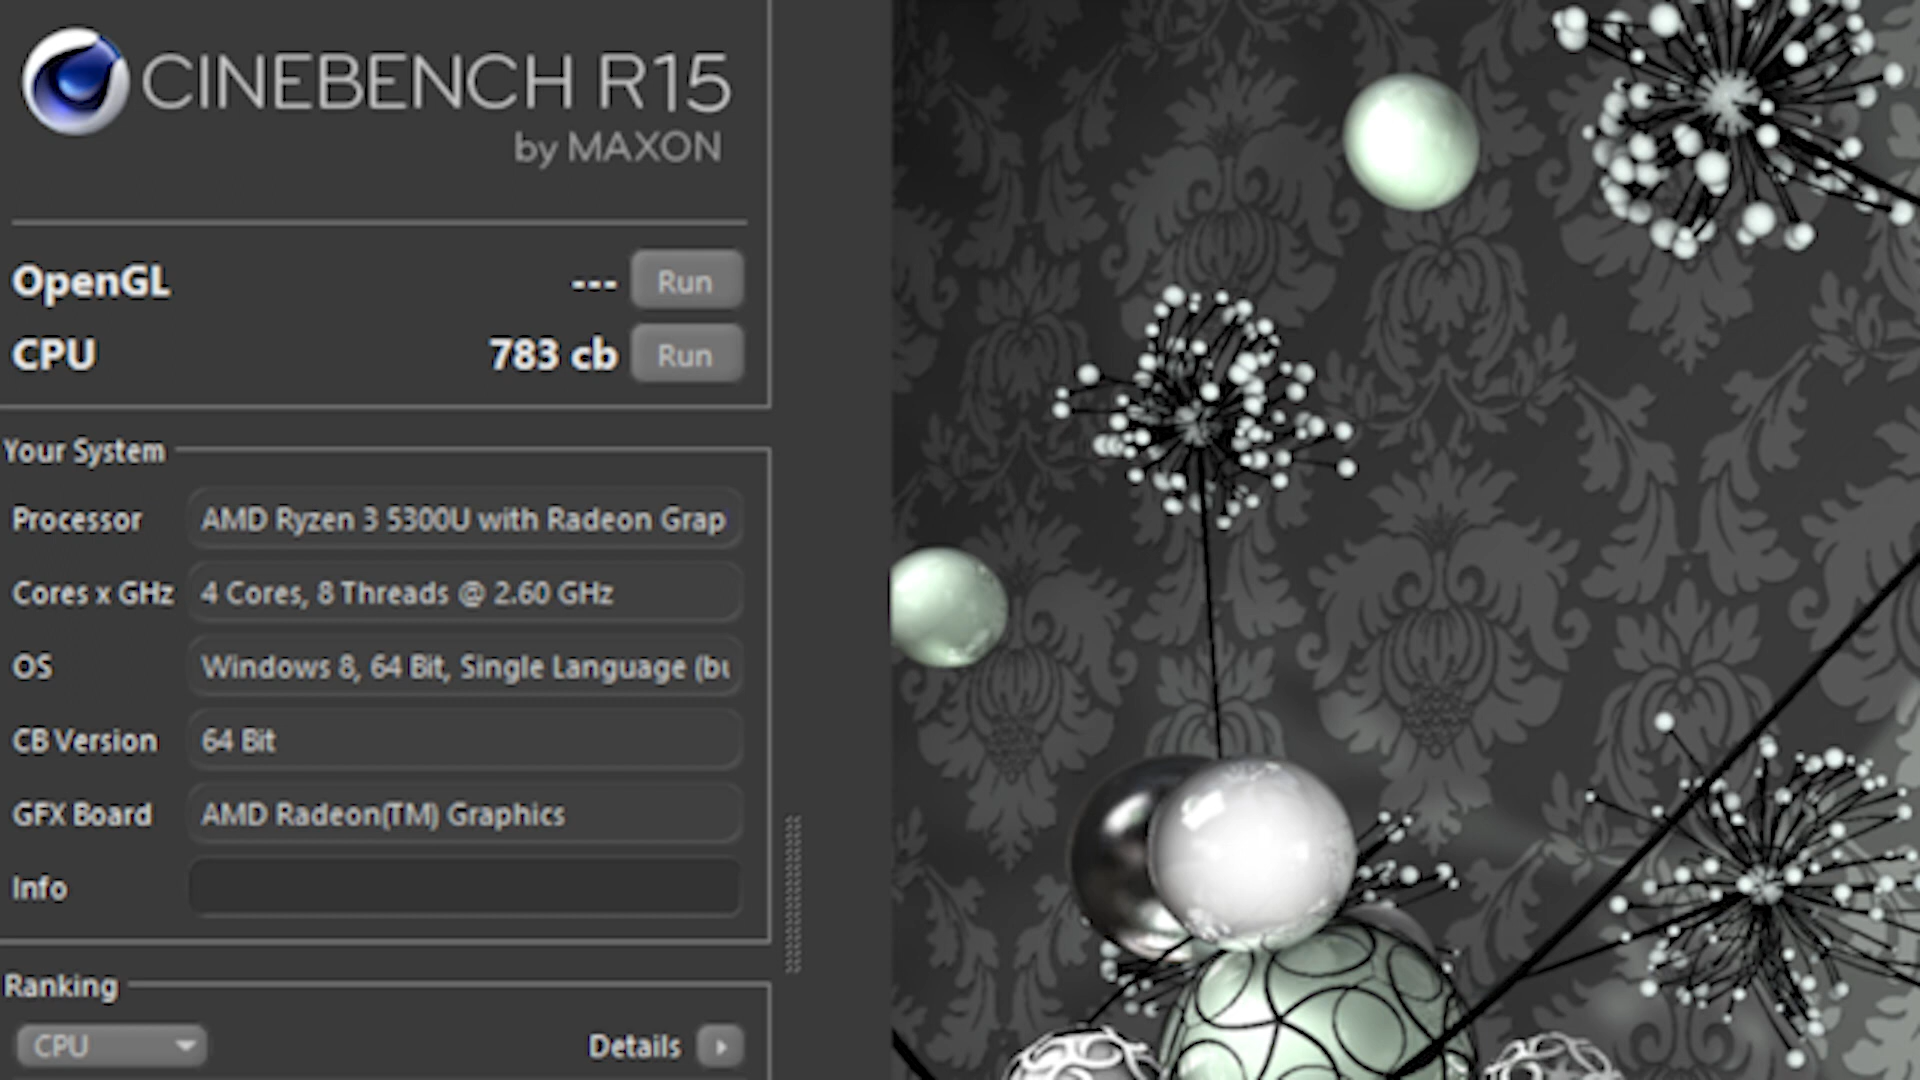 CINEBENCH R15
by MAXON
OpenGL --- Run
CPU 783 cb Run
Your System
Processor AMD Ryzen 3 5300U with Radeon Grap
Cores x GHz 4 Cores, 8 Threads @ 2.60 GHz
OS Windows 8, 64 Bit, Single Language (bu
CB Version 64 Bit
GFX Board AMD Radeon(TM) Graphics
Info
Ranking
CPU Details